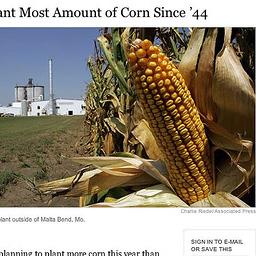 ant Most Amount of Corn Since '44
Charlie Riedel/Associated Press
plant outside of Malta Bend, Mo.
SIGN IN TO E-MAIL
OR SAVE THIS
planning to plant more corn this year than